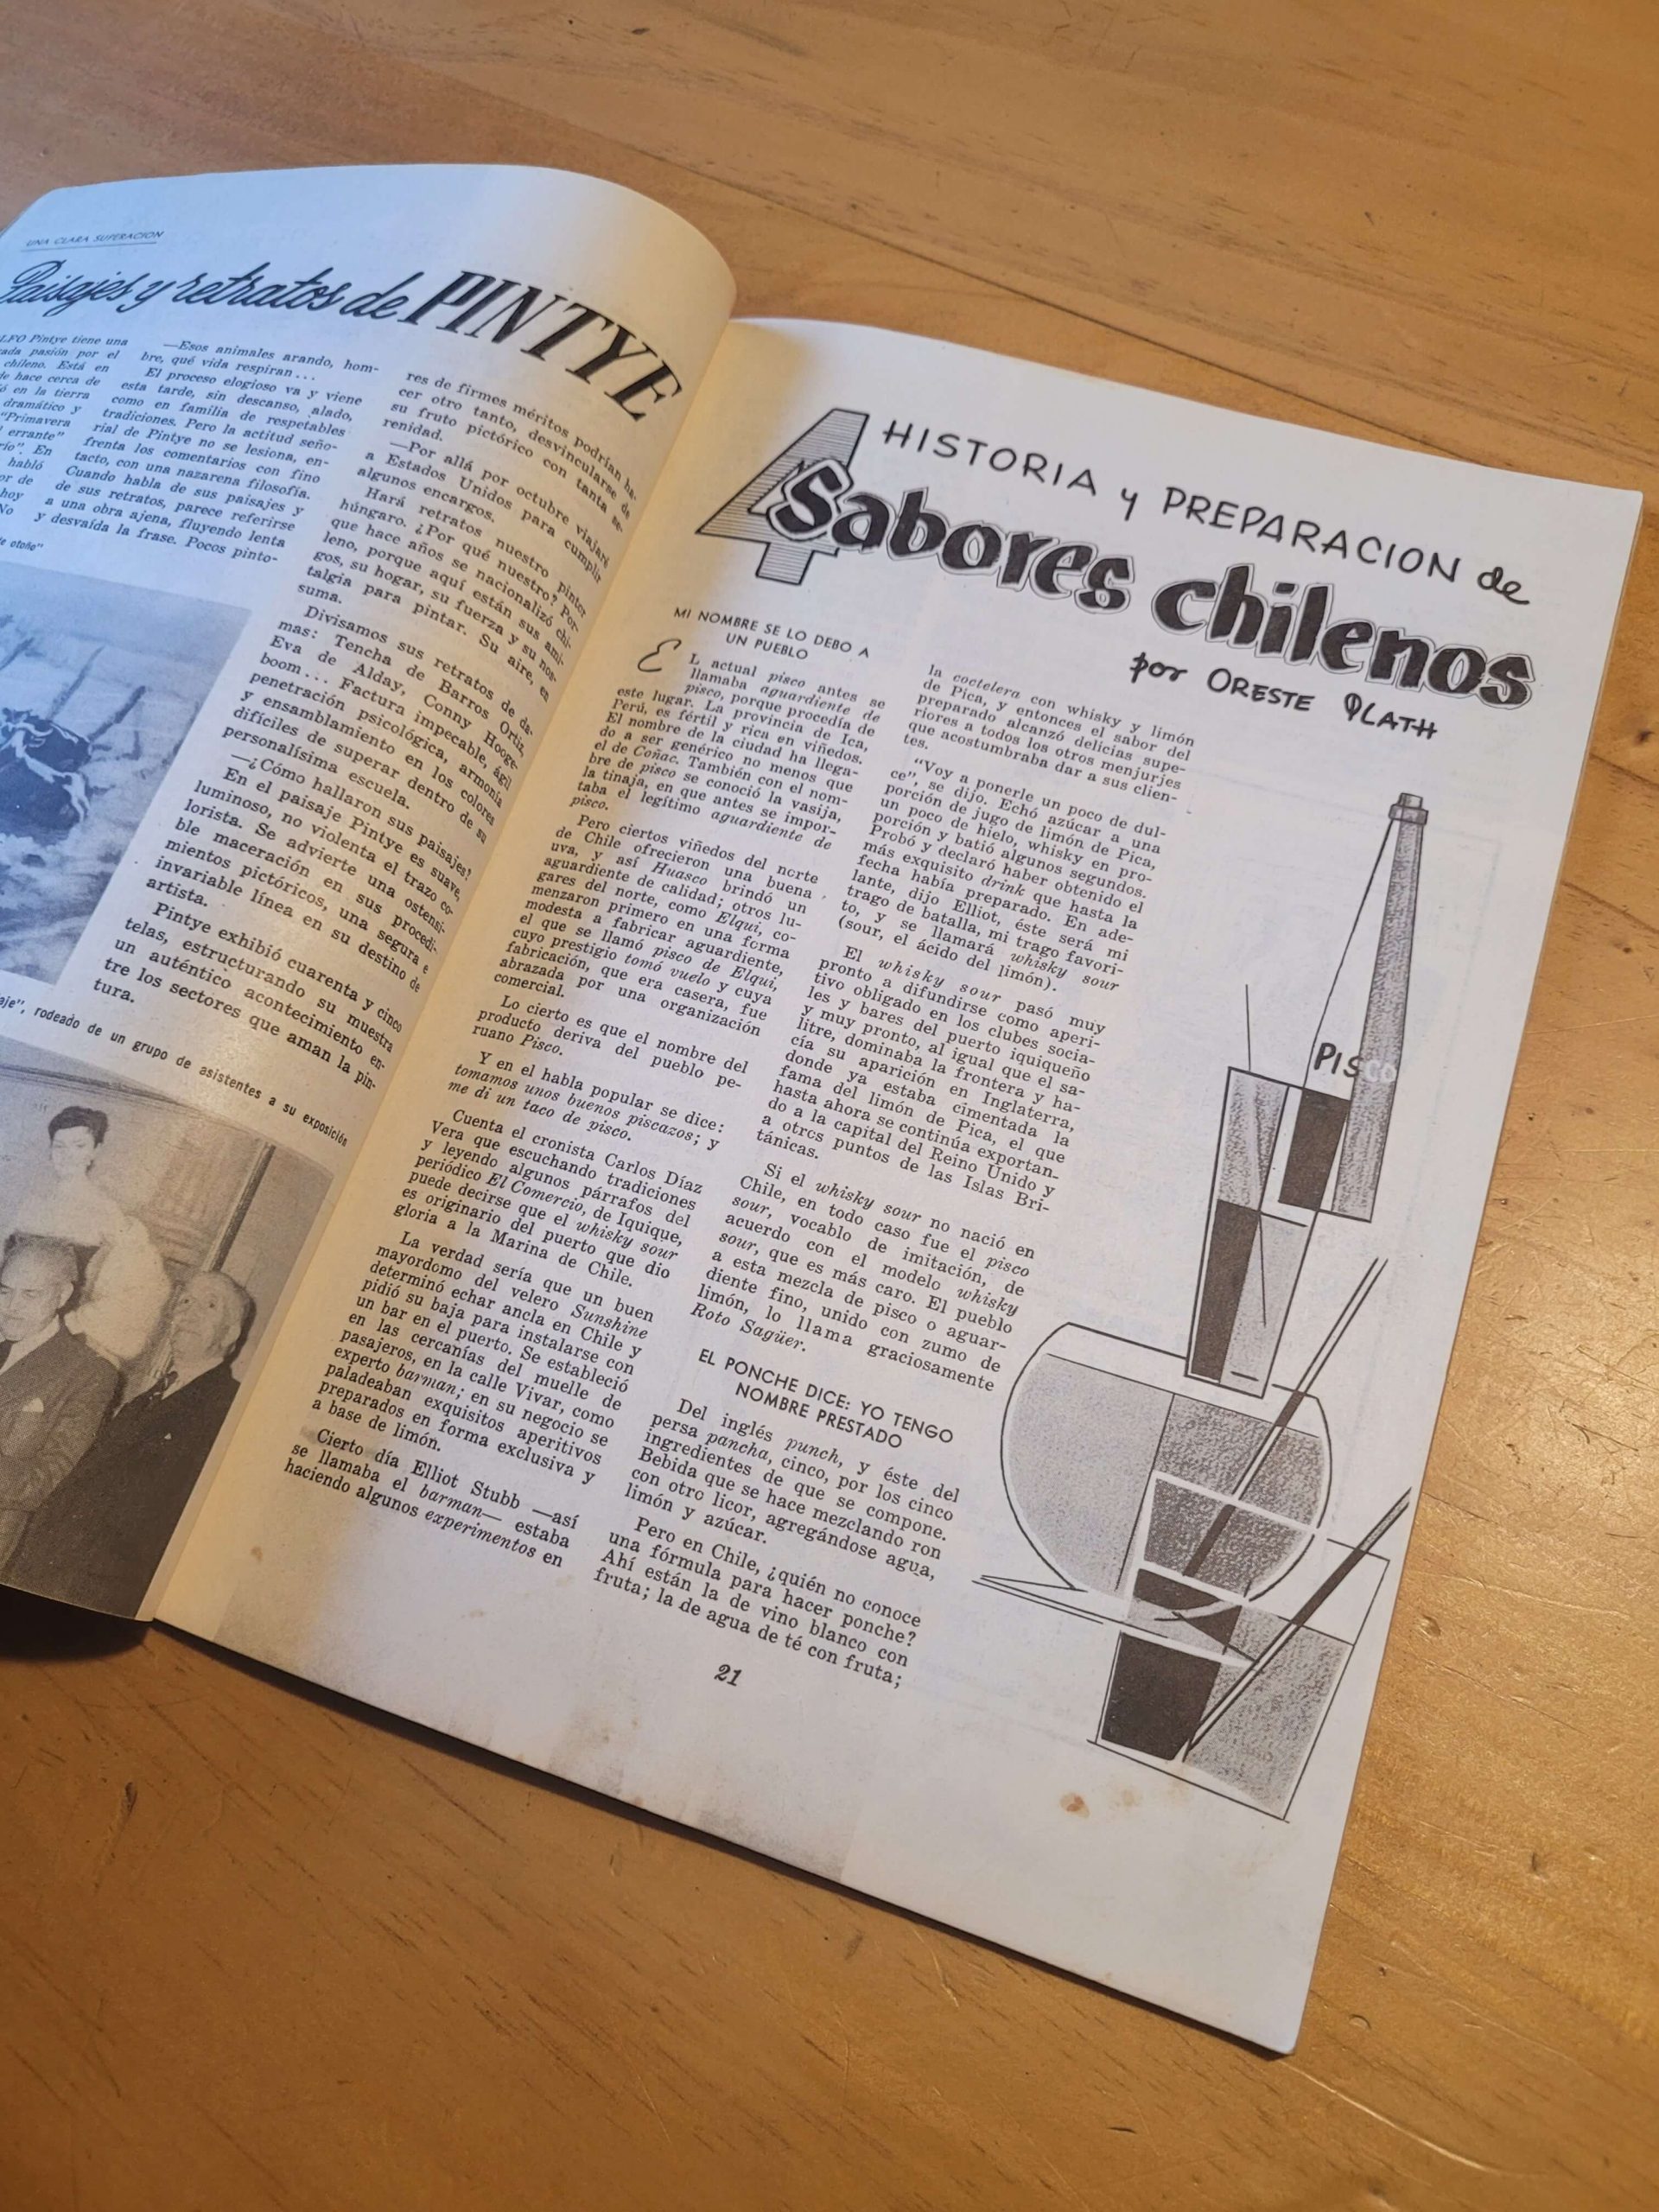 UNA CLARA SUPERACION
Paisajes y retratos de PINTYE
LFO Pintye tiene una
ada pasión por el
chileno. Está en
de hace cerca de
ó en la tierra
dramático y
"Primavera
errante"
río". En
habló
or de
hoy
No
de otoño"
—Esos animales arando, hom-
bre, qué vida respiran...
El proceso elogioso va y viene
esta tarde, sin descanso, alado,
como en familia de respetables
tradiciones. Pero la actitud seño-
rial de Pintye no se lesiona, en-
frenta los comentarios con fino
tacto, con una nazarena filosofía.
Cuando habla de sus paisajes y
de sus retratos, parece referirse
a una obra ajena, fluyendo lenta
y desvaída la frase. Pocos pinto-
res de firmes méritos podrían ha-
cer otro tanto, desvincularse de
su fruto pictórico con tanta se-
renidad.
—Por allá por octubre viajaré
a Estados Unidos para cumplir
algunos encargos.
Hará retratos nuestro pintor
húngaro. ¿Por qué nuestro? Por-
que hace años se nacionalizó chi-
leno, porque aquí están sus ami-
gos, su hogar, su fuerza y su nos-
talgia para pintar. Su aire, en
suma.
Divisamos sus retratos de da-
mas: Tencha de Barros Ortiz,
Eva de Alday, Conny Hooge-
boom... Factura impecable, ágil
penetración psicológica, armonía
y ensamblamiento en los colores
difíciles de superar dentro de su
personalísima escuela.
—¿Cómo hallaron sus paisajes?
En el paisaje Pintye es suave,
luminoso, no violenta el trazo co-
lorista. Se advierte una ostensi-
ble maceración en sus procedi-
mientos pictóricos, una segura e
invariable línea en su destino de
artista.
Pintye exhibió cuarenta y cinco
telas, estructurando su muestra
un auténtico acontecimiento en-
tre los sectores que aman la pin-
tura.
aje", rodeado de un grupo de asistentes a su exposición
HISTORIA y PREPARACION de
4 Sabores chilenos
por ORESTE PLATH
MI NOMBRE SE LO DEBO A
UN PUEBLO
EL actual pisco antes se
llamaba aguardiente de
pisco, porque procedía de
este lugar. La provincia de Ica,
Perú, es fértil y rica en viñedos.
El nombre de la ciudad ha llega-
do a ser genérico no menos que
el de Coñac. También con el nom-
bre de pisco se conoció la vasija,
la tinaja, en que antes se impor-
taba el legítimo aguardiente de
pisco.
Pero ciertos viñedos del norte
de Chile ofrecieron una buena
uva, y así Huasco brindó un
aguardiente de calidad; otros lu-
gares del norte, como Elqui, co-
menzaron primero en una forma
modesta a fabricar aguardiente,
el que se llamó pisco de Elqui,
cuyo prestigio tomó vuelo y cuya
fabricación, que era casera, fue
abrazada por una organización
comercial.
Lo cierto es que el nombre del
producto deriva del pueblo pe-
ruano Pisco.
Y en el habla popular se dice:
tomamos unos buenos piscazos; y
me di un taco de pisco.
Cuenta el cronista Carlos Díaz
Vera que escuchando tradiciones
y leyendo algunos párrafos del
periódico El Comercio, de Iquique,
puede decirse que el whisky sour
es originario del puerto que dio
gloria a la Marina de Chile.
La verdad sería que un buen
mayordomo del velero Sunshine
determinó echar ancla en Chile y
pidió su baja para instalarse con
un bar en el puerto. Se estableció
en las cercanías del muelle de
pasajeros, en la calle Vivar, como
experto barman; en su negocio se
paladeaban exquisitos aperitivos
preparados en forma exclusiva y
a base de limón.
Cierto día Elliot Stubb —así
se llamaba el barman— estaba
haciendo algunos experimentos en
la coctelera con whisky y limón
de Pica, y entonces el sabor del
preparado alcanzó delicias supe-
riores a todos los otros menjurjes
que acostumbraba dar a sus clien-
tes.
"Voy a ponerle un poco de dul-
ce", se dijo. Echó azúcar a una
porción de jugo de limón de Pica,
un poco de hielo, whisky en pro-
porción y batió algunos segundos.
Probó y declaró haber obtenido el
más exquisito drink que hasta la
fecha había preparado. En ade-
lante, dijo Elliot, éste será mi
trago de batalla, mi trago favori-
to, y se llamará whisky sour
(sour, el ácido del limón).
El whisky sour pasó muy
pronto a difundirse como aperi-
tivo obligado en los clubes socia-
les y bares del puerto iquiqueño
y muy pronto, al igual que el sa-
litre, dominaba la frontera y ha-
cía su aparición en Inglaterra,
donde ya estaba cimentada la
fama del limón de Pica, el que
hasta ahora se continúa exportan-
do a la capital del Reino Unido y
a otros puntos de las Islas Bri-
tánicas.
Si el whisky sour no nació en
Chile, en todo caso fue el pisco
sour, vocablo de imitación, de
acuerdo con el modelo whisky
sour, que es más caro. El pueblo
a esta mezcla de pisco o aguar-
diente fino, unido con zumo de
limón, lo llama graciosamente
Roto Sagüer.
EL PONCHE DICE: YO TENGO
NOMBRE PRESTADO
Del inglés punch, y éste del
persa pancha, cinco, por los cinco
ingredientes de que se compone.
Bebida que se hace mezclando ron
con otro licor, agregándose agua,
limón y azúcar.
Pero en Chile, ¿quién no conoce
una fórmula para hacer ponche?
Ahí están la de vino blanco con
fruta; la de agua de té con fruta;
PISCO
21